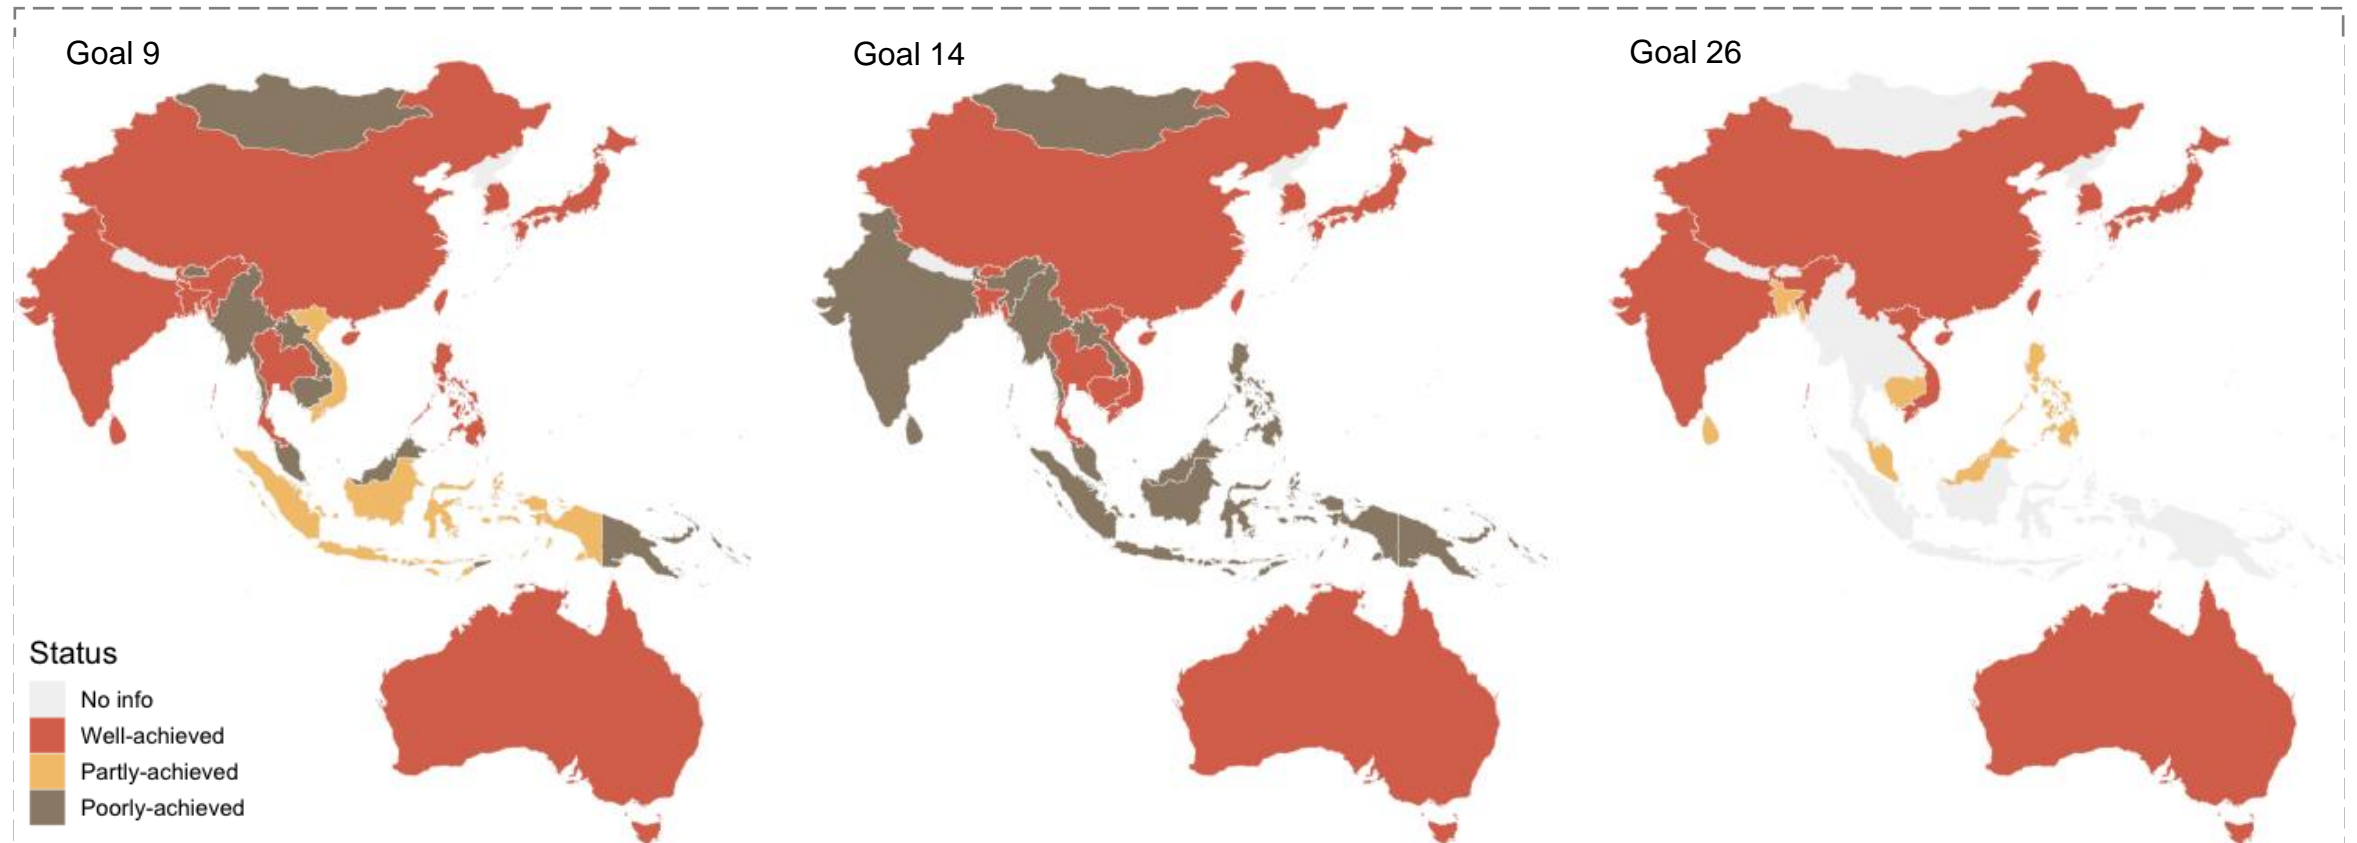 Goal 9
Goal 14
Goal 26
Status
No info
Well-achieved
Partly-achieved
Poorly-achieved